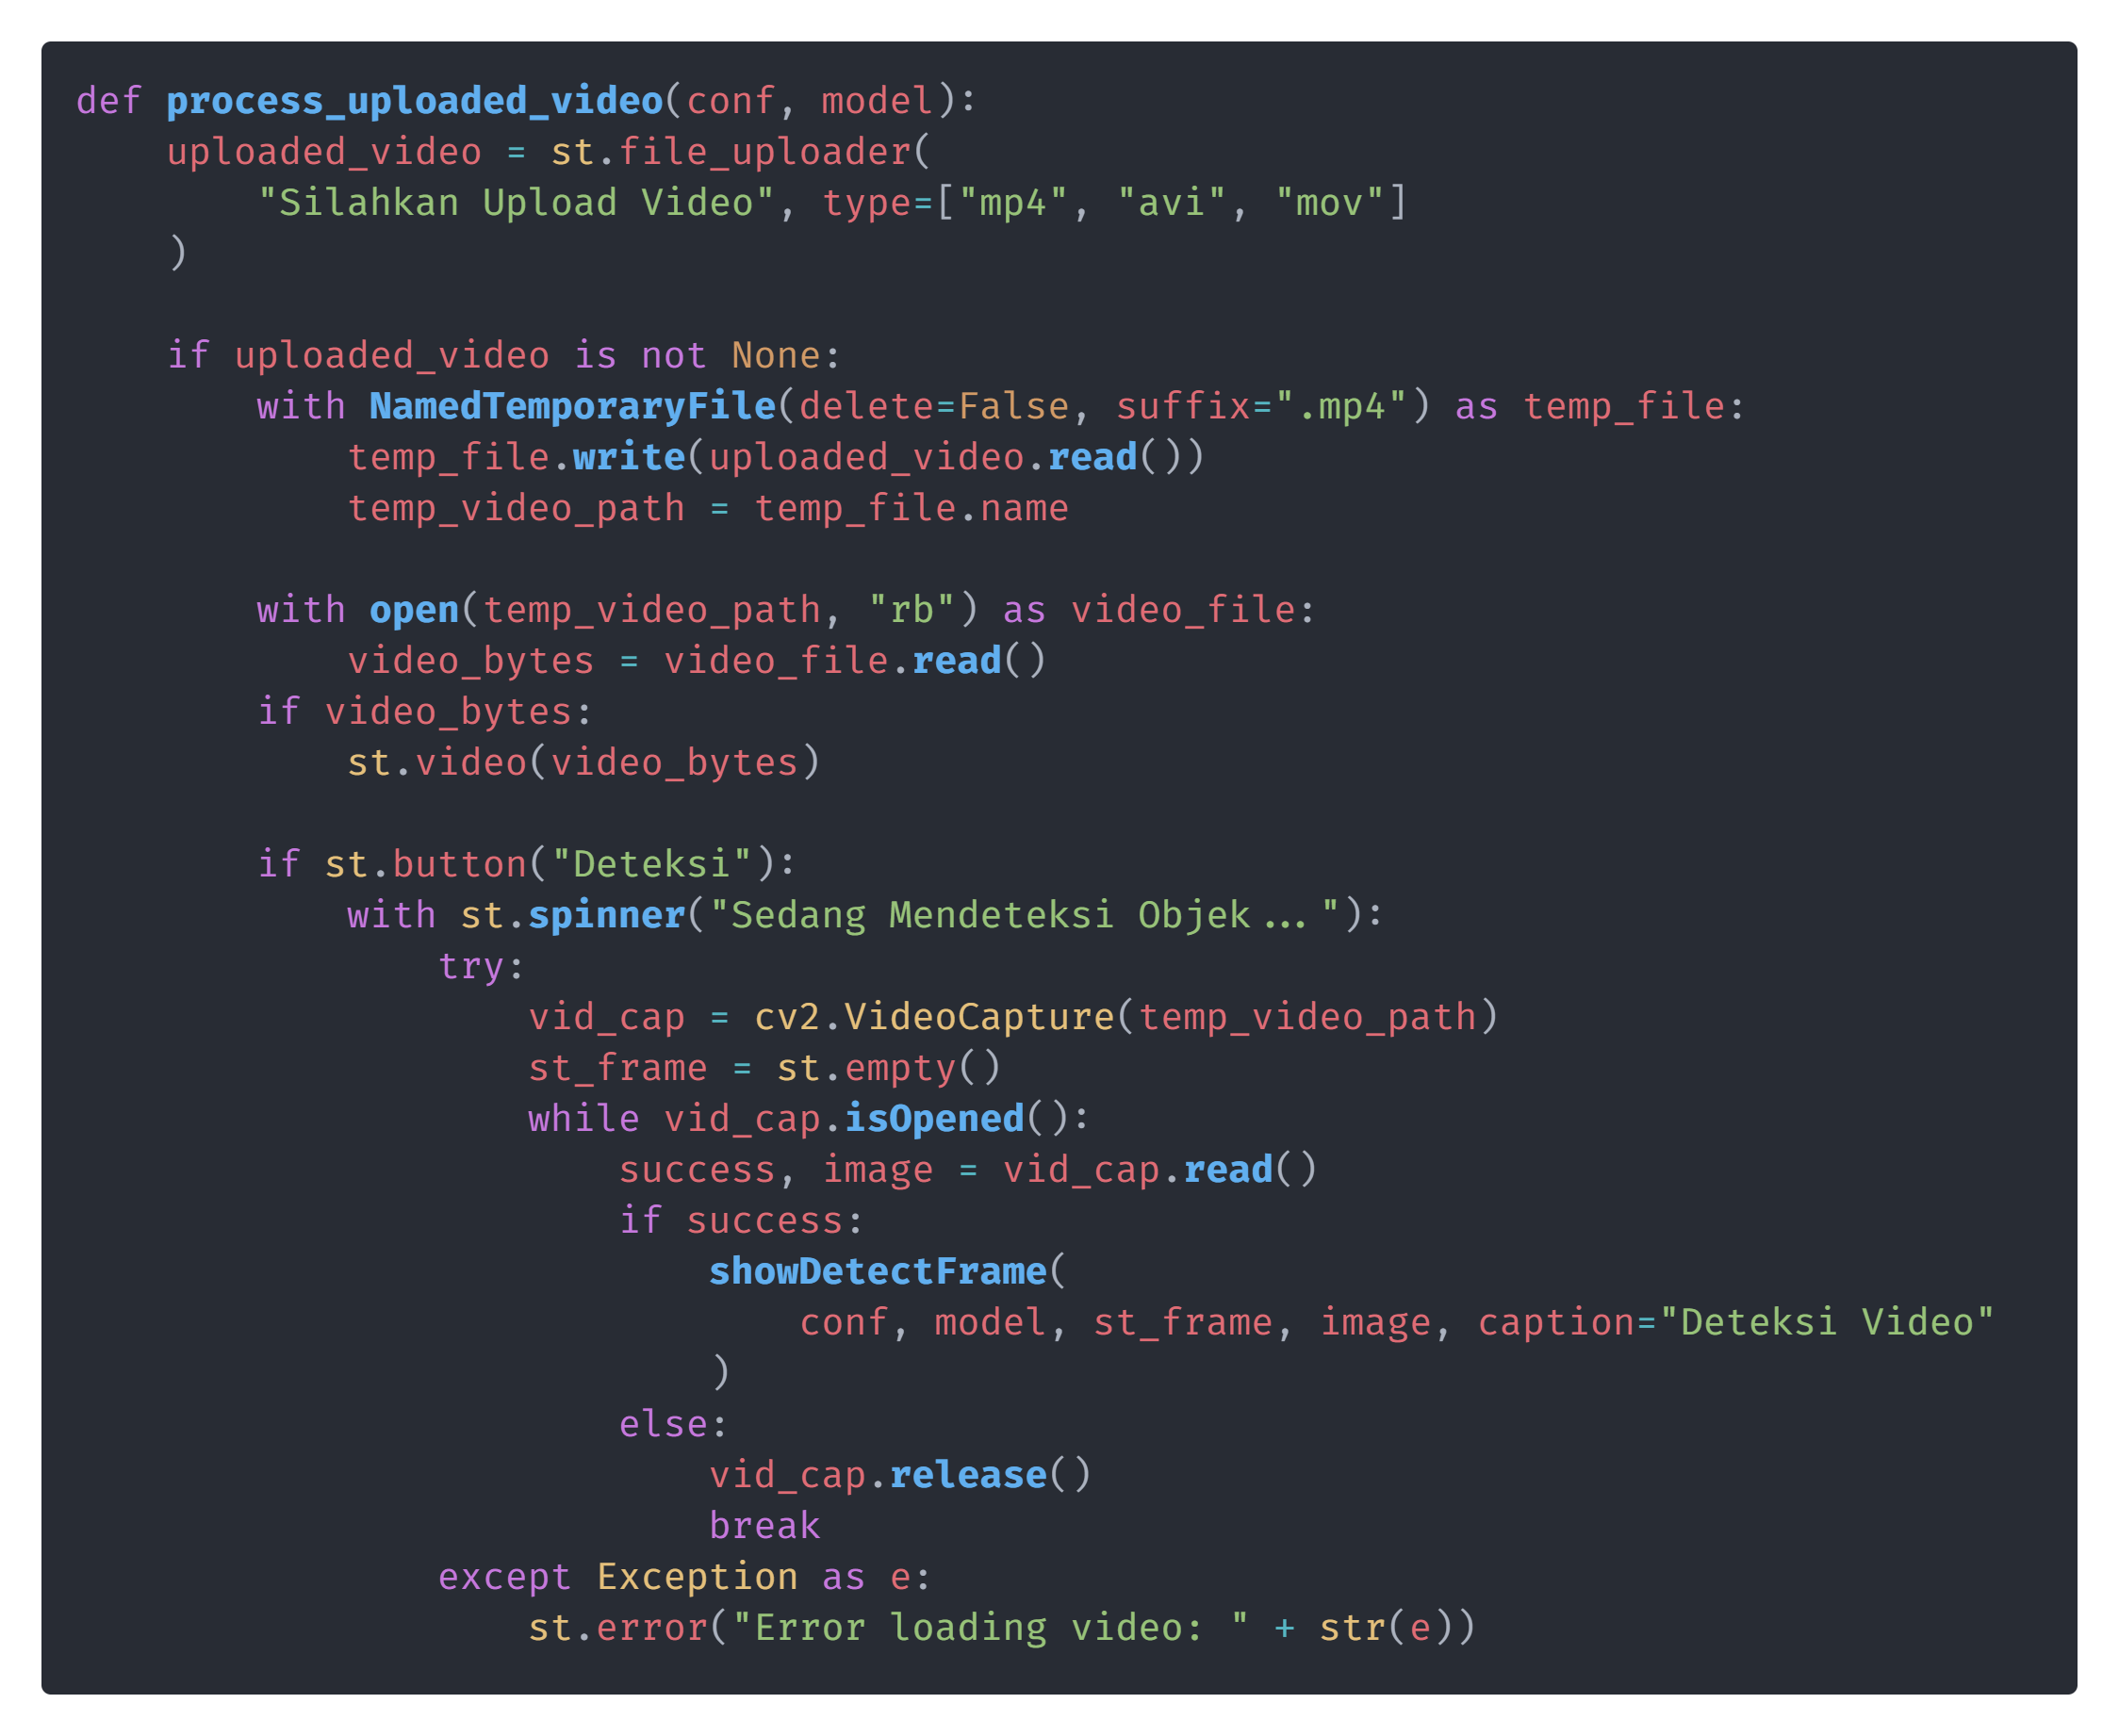 def process_uploaded_video(conf, model):
    uploaded_video = st.file_uploader(
        "Silahkan Upload Video", type=["mp4", "avi", "mov"]
    )

    if uploaded_video is not None:
        with NamedTemporaryFile(delete=False, suffix=".mp4") as temp_file:
            temp_file.write(uploaded_video.read())
            temp_video_path = temp_file.name

        with open(temp_video_path, "rb") as video_file:
            video_bytes = video_file.read()
        if video_bytes:
            st.video(video_bytes)

        if st.button("Deteksi"):
            with st.spinner("Sedang Mendeteksi Objek..."):
                try:
                    vid_cap = cv2.VideoCapture(temp_video_path)
                    st_frame = st.empty()
                    while vid_cap.isOpened():
                        success, image = vid_cap.read()
                        if success:
                            showDetectFrame(
                                conf, model, st_frame, image, caption="Deteksi Video"
                            )
                        else:
                            vid_cap.release()
                            break
                except Exception as e:
                    st.error("Error loading video: " + str(e))